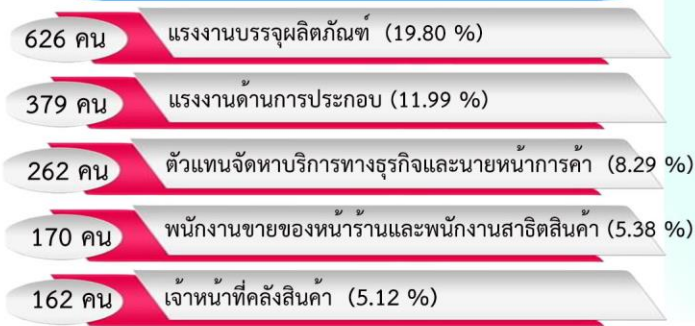 626 คน แรงงานบรรจุผลิตภัณฑ์ (19.80 %)
379 คน แรงงานด้านการประกอบ (11.99 %)
262 คน ตัวแทนจัดหาบริการทางธุรกิจและนายหน้าการค้า (8.29 %)
170 คน พนักงานขายของหน้าร้านและพนักงานสาธิตสินค้า (5.38 %)
162 คน เจ้าหน้าที่คลังสินค้า (5.12 %)